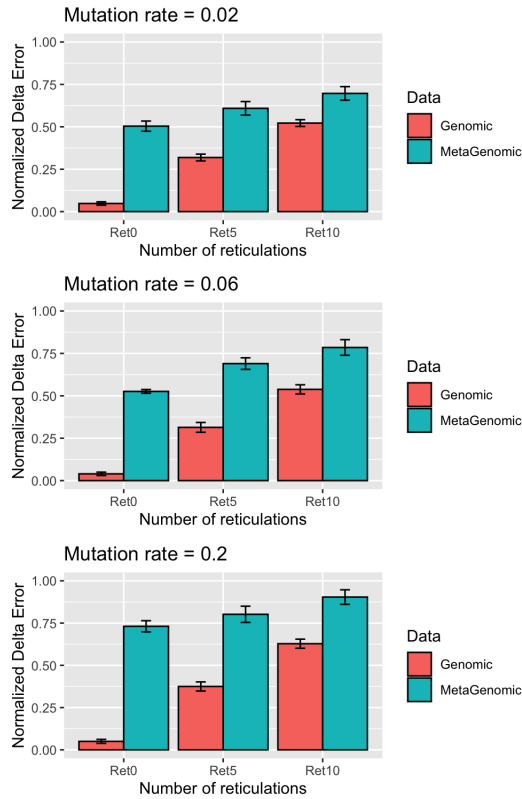 Mutation rate = 0.02
Normalized Delta Error
1.00
0.75
0.50
0.25
0.00
Ret0 Ret5 Ret10
Number of reticulations
Data
Genomic
MetaGenomic
Mutation rate = 0.06
Normalized Delta Error
1.00
0.75
0.50
0.25
0.00
Ret0 Ret5 Ret10
Number of reticulations
Data
Genomic
MetaGenomic
Mutation rate = 0.2
Normalized Delta Error
1.00
0.75
0.50
0.25
0.00
Ret0 Ret5 Ret10
Number of reticulations
Data
Genomic
MetaGenomic